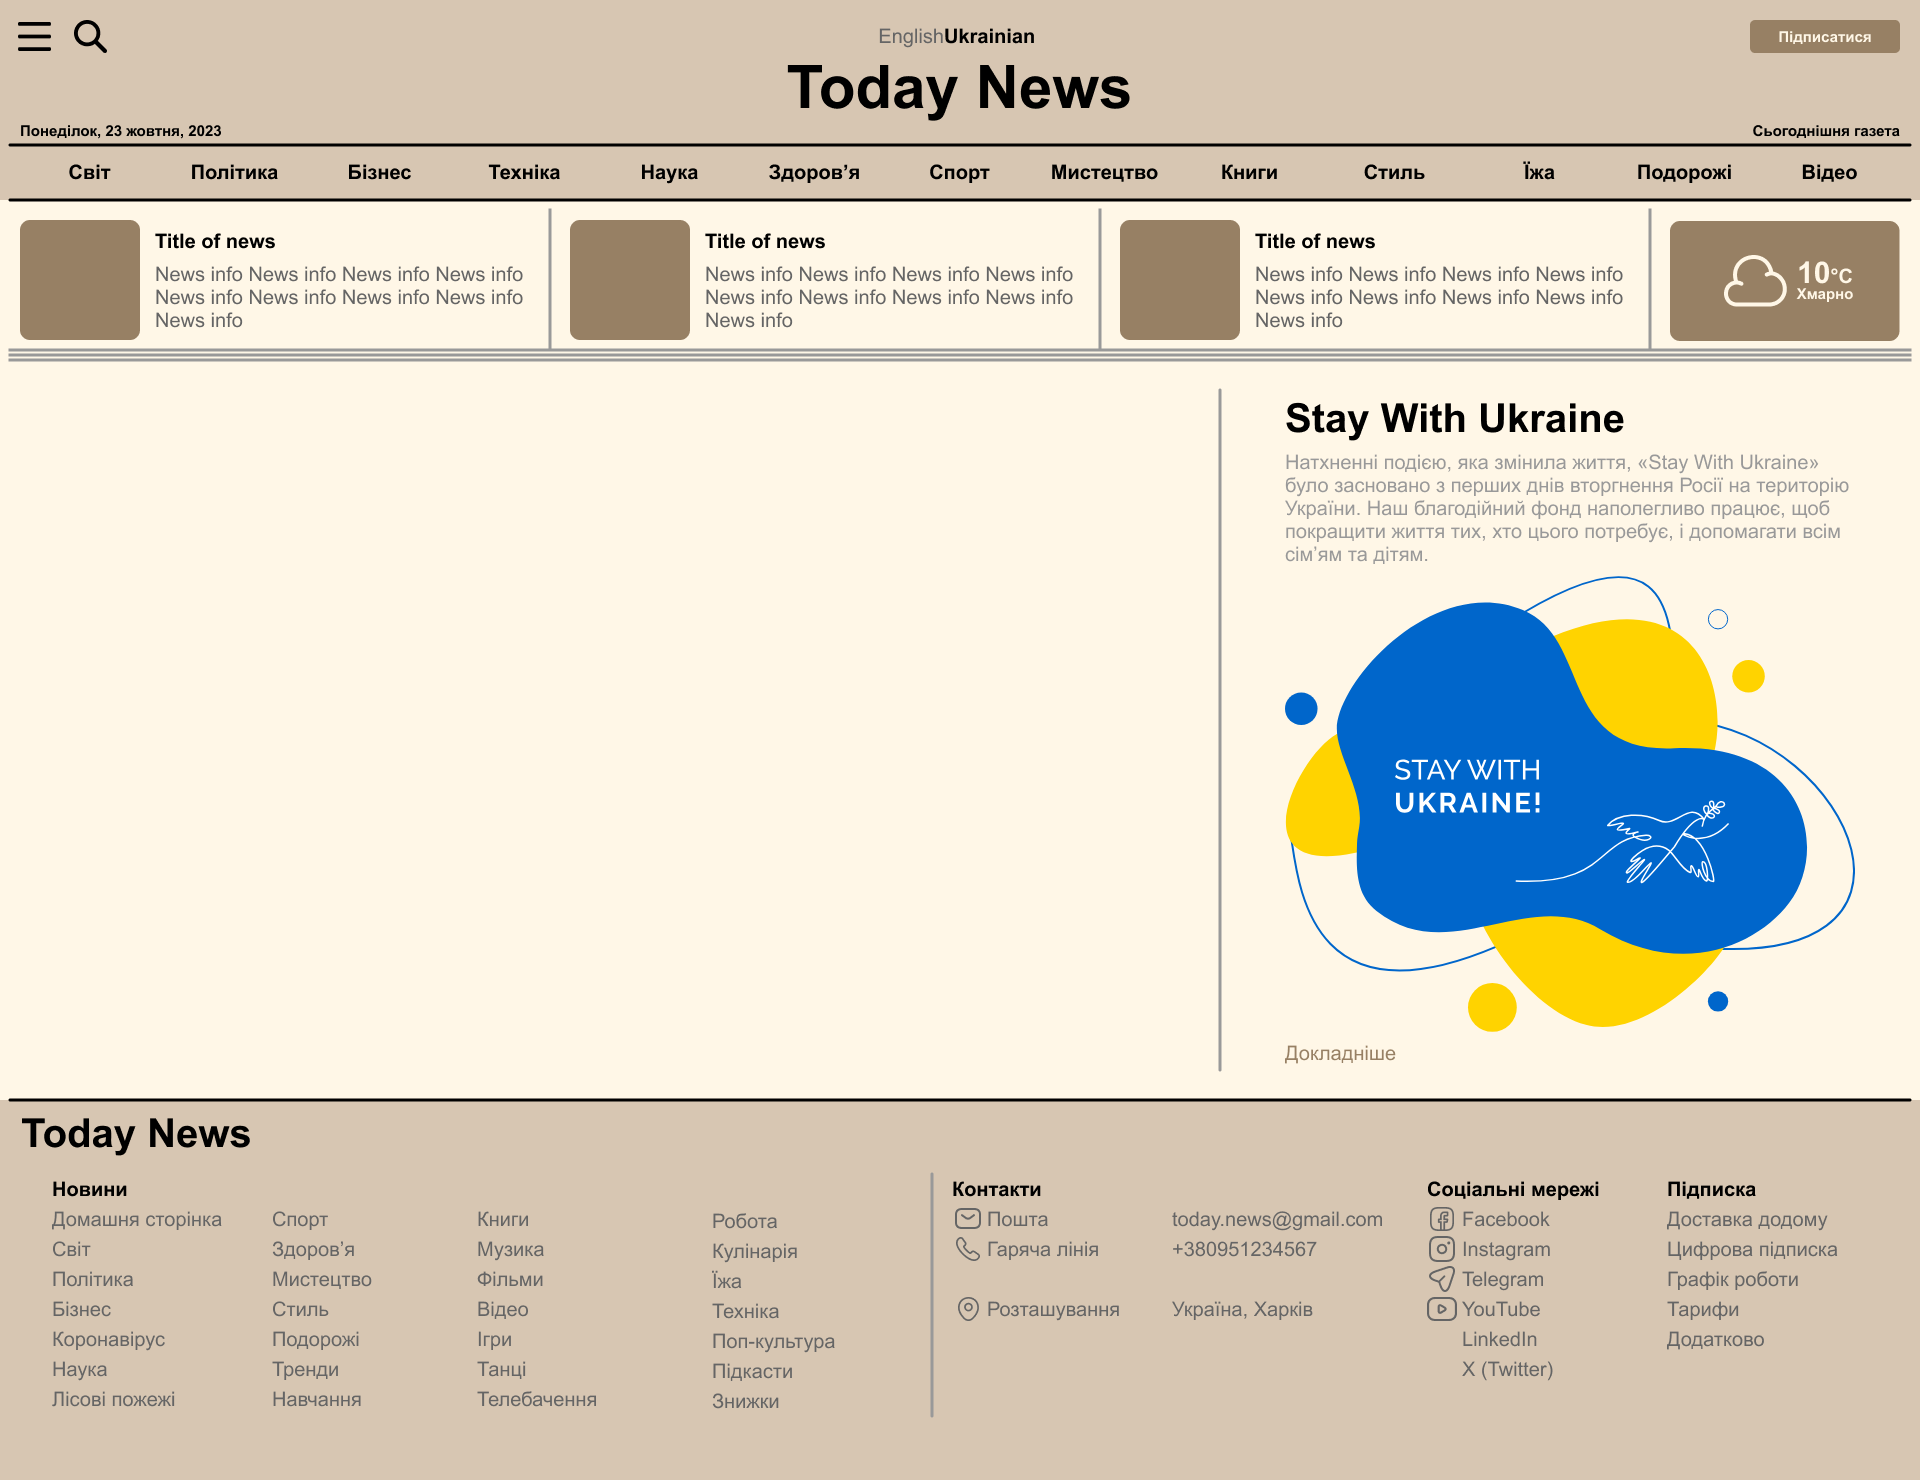 EnglishUkrainian
Підписатися
Today News
Понеділок, 23 жовтня, 2023
Сьогоднішня газета
Світ Політика Бізнес Техніка Наука Здоров’я Спорт Мистецтво Книги Стиль Їжа Подорожі Відео
Title of news
News info News info News info News info
News info News info News info News info
News info
Title of news
News info News info News info News info
News info News info News info News info
News info
Title of news
News info News info News info News info
News info News info News info News info
News info
10°C
Хмарно
Stay With Ukraine
Натхненні подією, яка змінила життя, «Stay With Ukraine»
було засновано з перших днів вторгнення Росії на територію
України. Наш благодійний фонд наполегливо працює, щоб
покращити життя тих, хто цього потребує, і допомагати всім
сім’ям та дітям.
STAY WITH
UKRAINE!
Докладніше
Today News
Новини
Домашня сторінка
Світ
Політика
Бізнес
Коронавірус
Наука
Лісові пожежі
Спорт
Здоров’я
Мистецтво
Стиль
Подорожі
Тренди
Навчання
Книги
Музика
Фільми
Відео
Ігри
Танці
Телебачення
Робота
Кулінарія
Їжа
Техніка
Поп-культура
Підкасти
Знижки
Контакти
Пошта today.news@gmail.com
Гаряча лінія +380951234567
Розташування Україна, Харків
Соціальні мережі
Facebook
Instagram
Telegram
YouTube
LinkedIn
X (Twitter)
Підписка
Доставка додому
Цифрова підписка
Графік роботи
Тарифи
Додатково